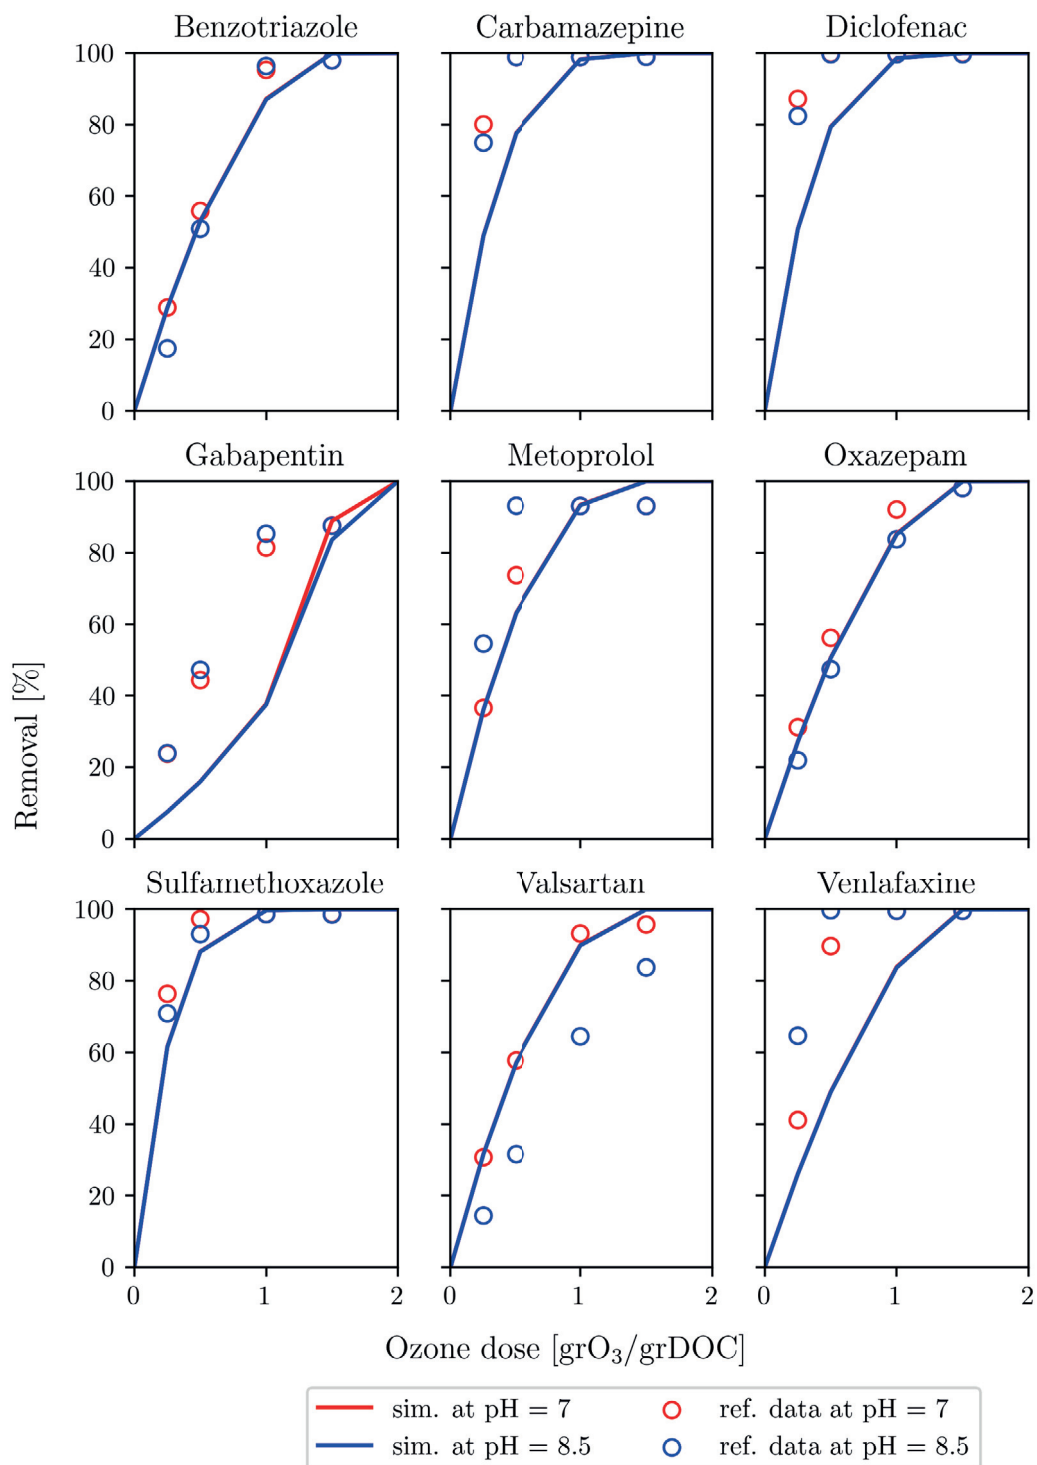 Benzotriazole Carbamazepine Diclofenac
100
80
60
40
20
0
Gabapentin Metoprolol Oxazepam
100
80
60
40
20
0
Sulfamethoxazole Valsartan Venlafaxine
100
80
60
40
20
0
0 1 2 0 1 2 0 1 2
Removal [%]
Ozone dose [grO₃/grDOC]
sim. at pH = 7 ref. data at pH = 7
sim. at pH = 8.5 ref. data at pH = 8.5